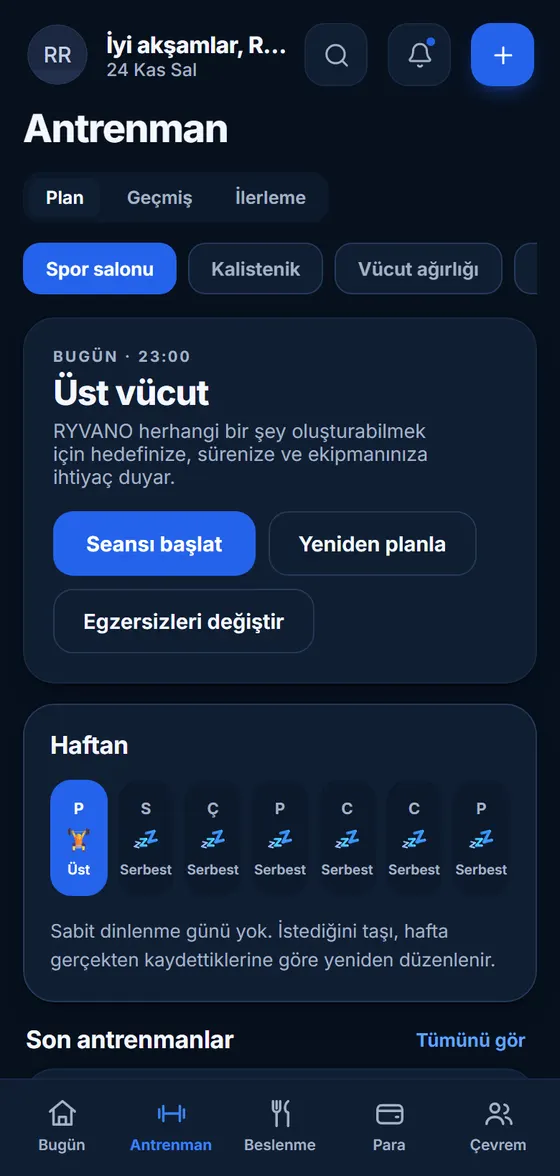 RR
İyi akşamlar, R...
24 Kas Sal
Antrenman
Plan Geçmiş İlerleme
Spor salonu Kalistenik Vücut ağırlığı
BUGÜN · 23:00
Üst vücut
RYVANO herhangi bir şey oluşturabilmek
için hedefinize, sürenize ve ekipmanınıza
ihtiyaç duyar.
Seansı başlat Yeniden planla
Egzersizleri değiştir
Haftan
P S Ç P C C P
Üst Serbest Serbest Serbest Serbest Serbest Serbest
Sabit dinlenme günü yok. İstediğini taşı, hafta
gerçekten kaydettiklerine göre yeniden düzenlenir.
Son antrenmanlar Tümünü gör
Bugün Antrenman Beslenme Para Çevrem